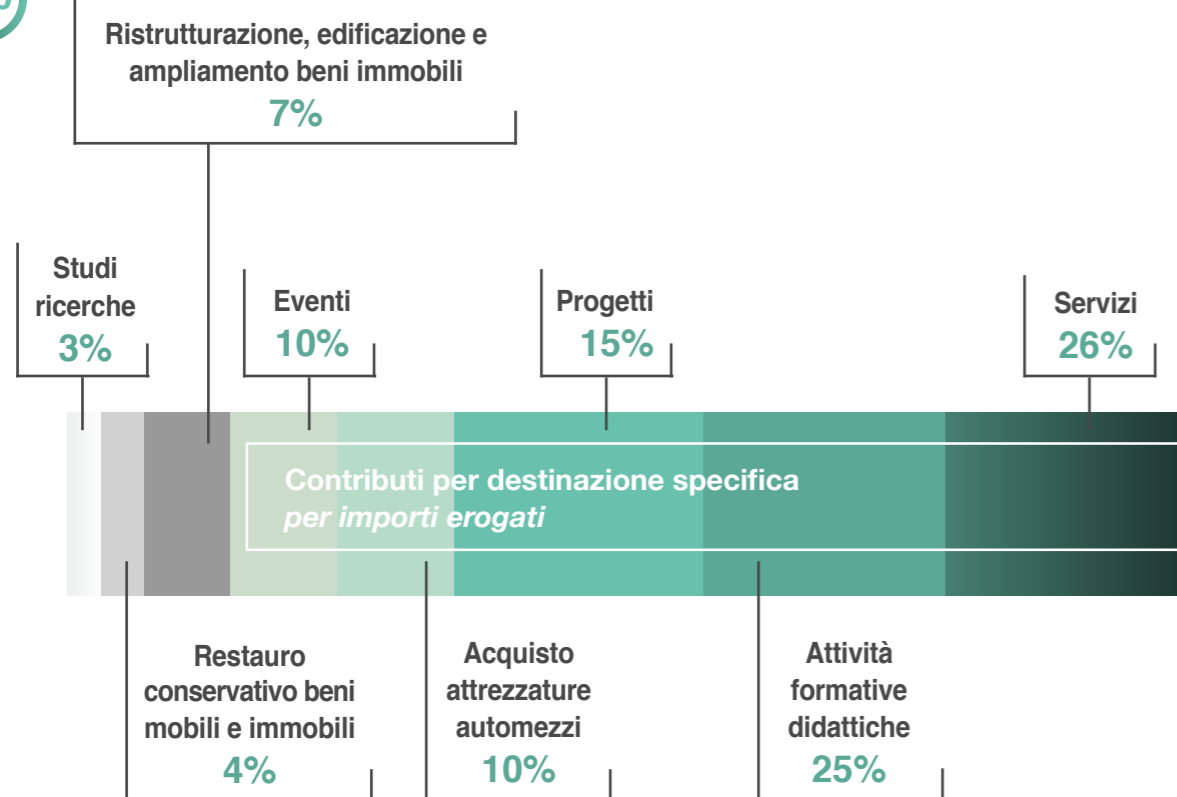 Ristrutturazione, edificazione e
ampliamento beni immobili
7%
Studi
ricerche
3%
Eventi
10%
Progetti
15%
Servizi
26%
Contributi per destinazione specifica
per importi erogati
Restauro
conservativo beni
mobili e immobili
4%
Acquisto
attrezzature
automezzi
10%
Attività
formative
didattiche
25%